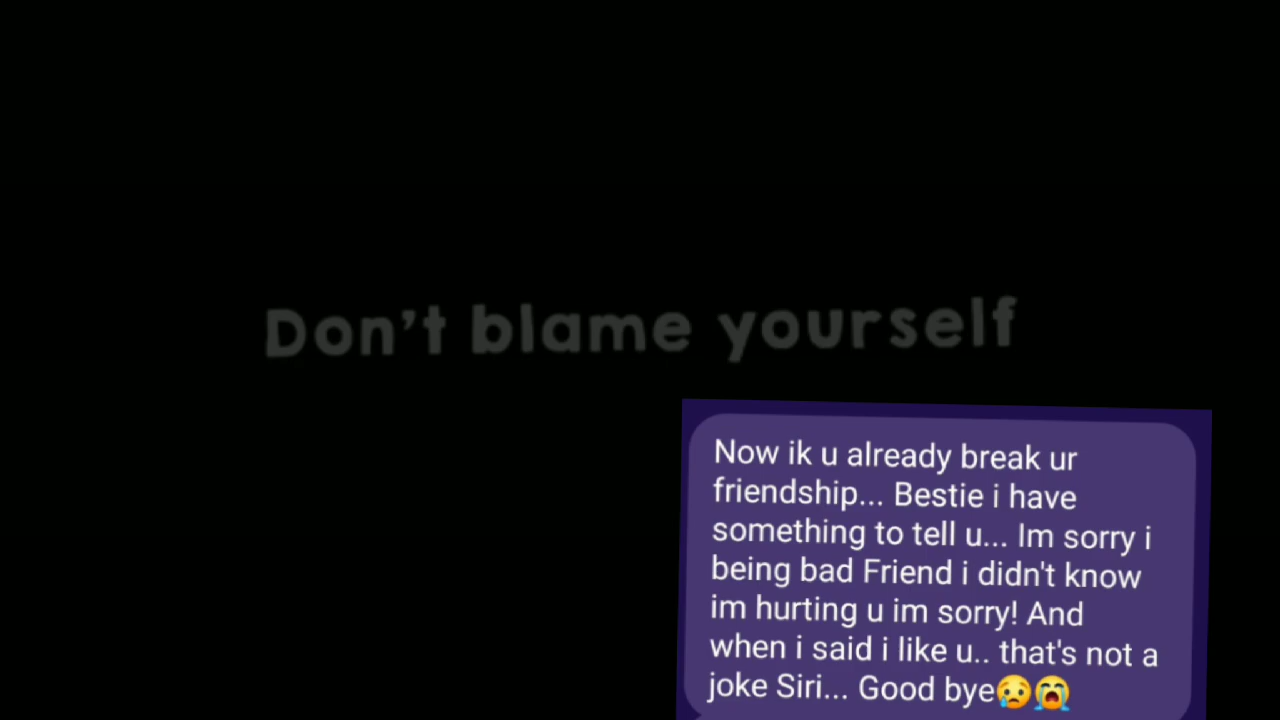 Don't blame yourself
Now ik u already break ur
friendship... Bestie i have
something to tell u... Im sorry i
being bad Friend i didn't know
im hurting u im sorry! And
when i said i like u.. that's not a
joke Siri... Good bye😢😭